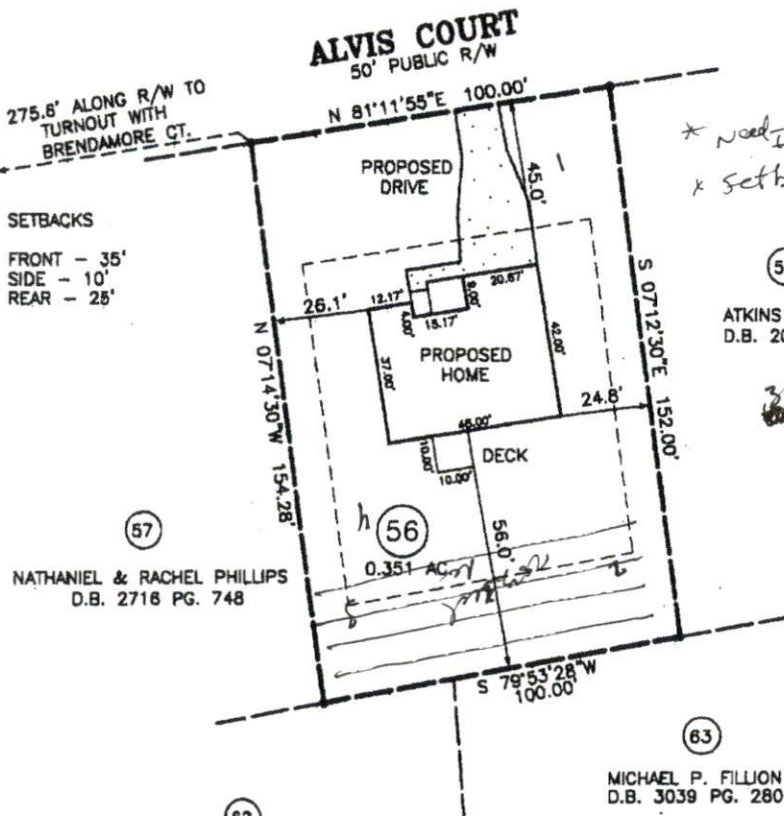 ALVIS COURT
50' PUBLIC R/W
275.8' ALONG R/W TO
TURNOUT WITH
BRENDAMORE CT.
N 81°11'55"E 100.00'
* Need
x Setb
PROPOSED
DRIVE
45.0'
SETBACKS
FRONT - 35'
SIDE - 10'
REAR - 25'
26.1'
12.17'
4.00'
15.17'
9.00'
20.67'
37.00'
42.00'
PROPOSED
HOME
N 07°14'30"W 154.28'
S 07°12'30"E 152.00'
ATKINS
D.B. 20
24.8'
46.00'
10.00'
10.00'
DECK
56.0'
57
NATHANIEL & RACHEL PHILLIPS
D.B. 2716 PG. 748
56
0.351 AC
S 79°53'28"W
100.00'
63
MICHAEL P. FILLION
D.B. 3039 PG. 280